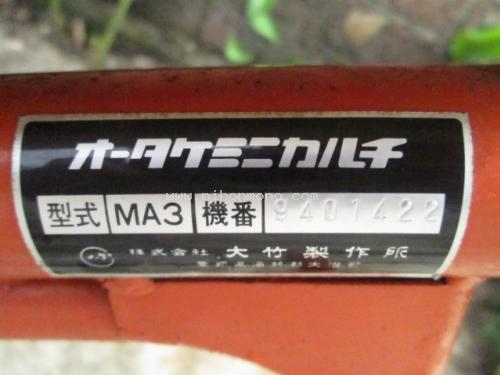 オータケミニカルチ
型式 MA3 機番 9401422
株式会社 大竹製作所